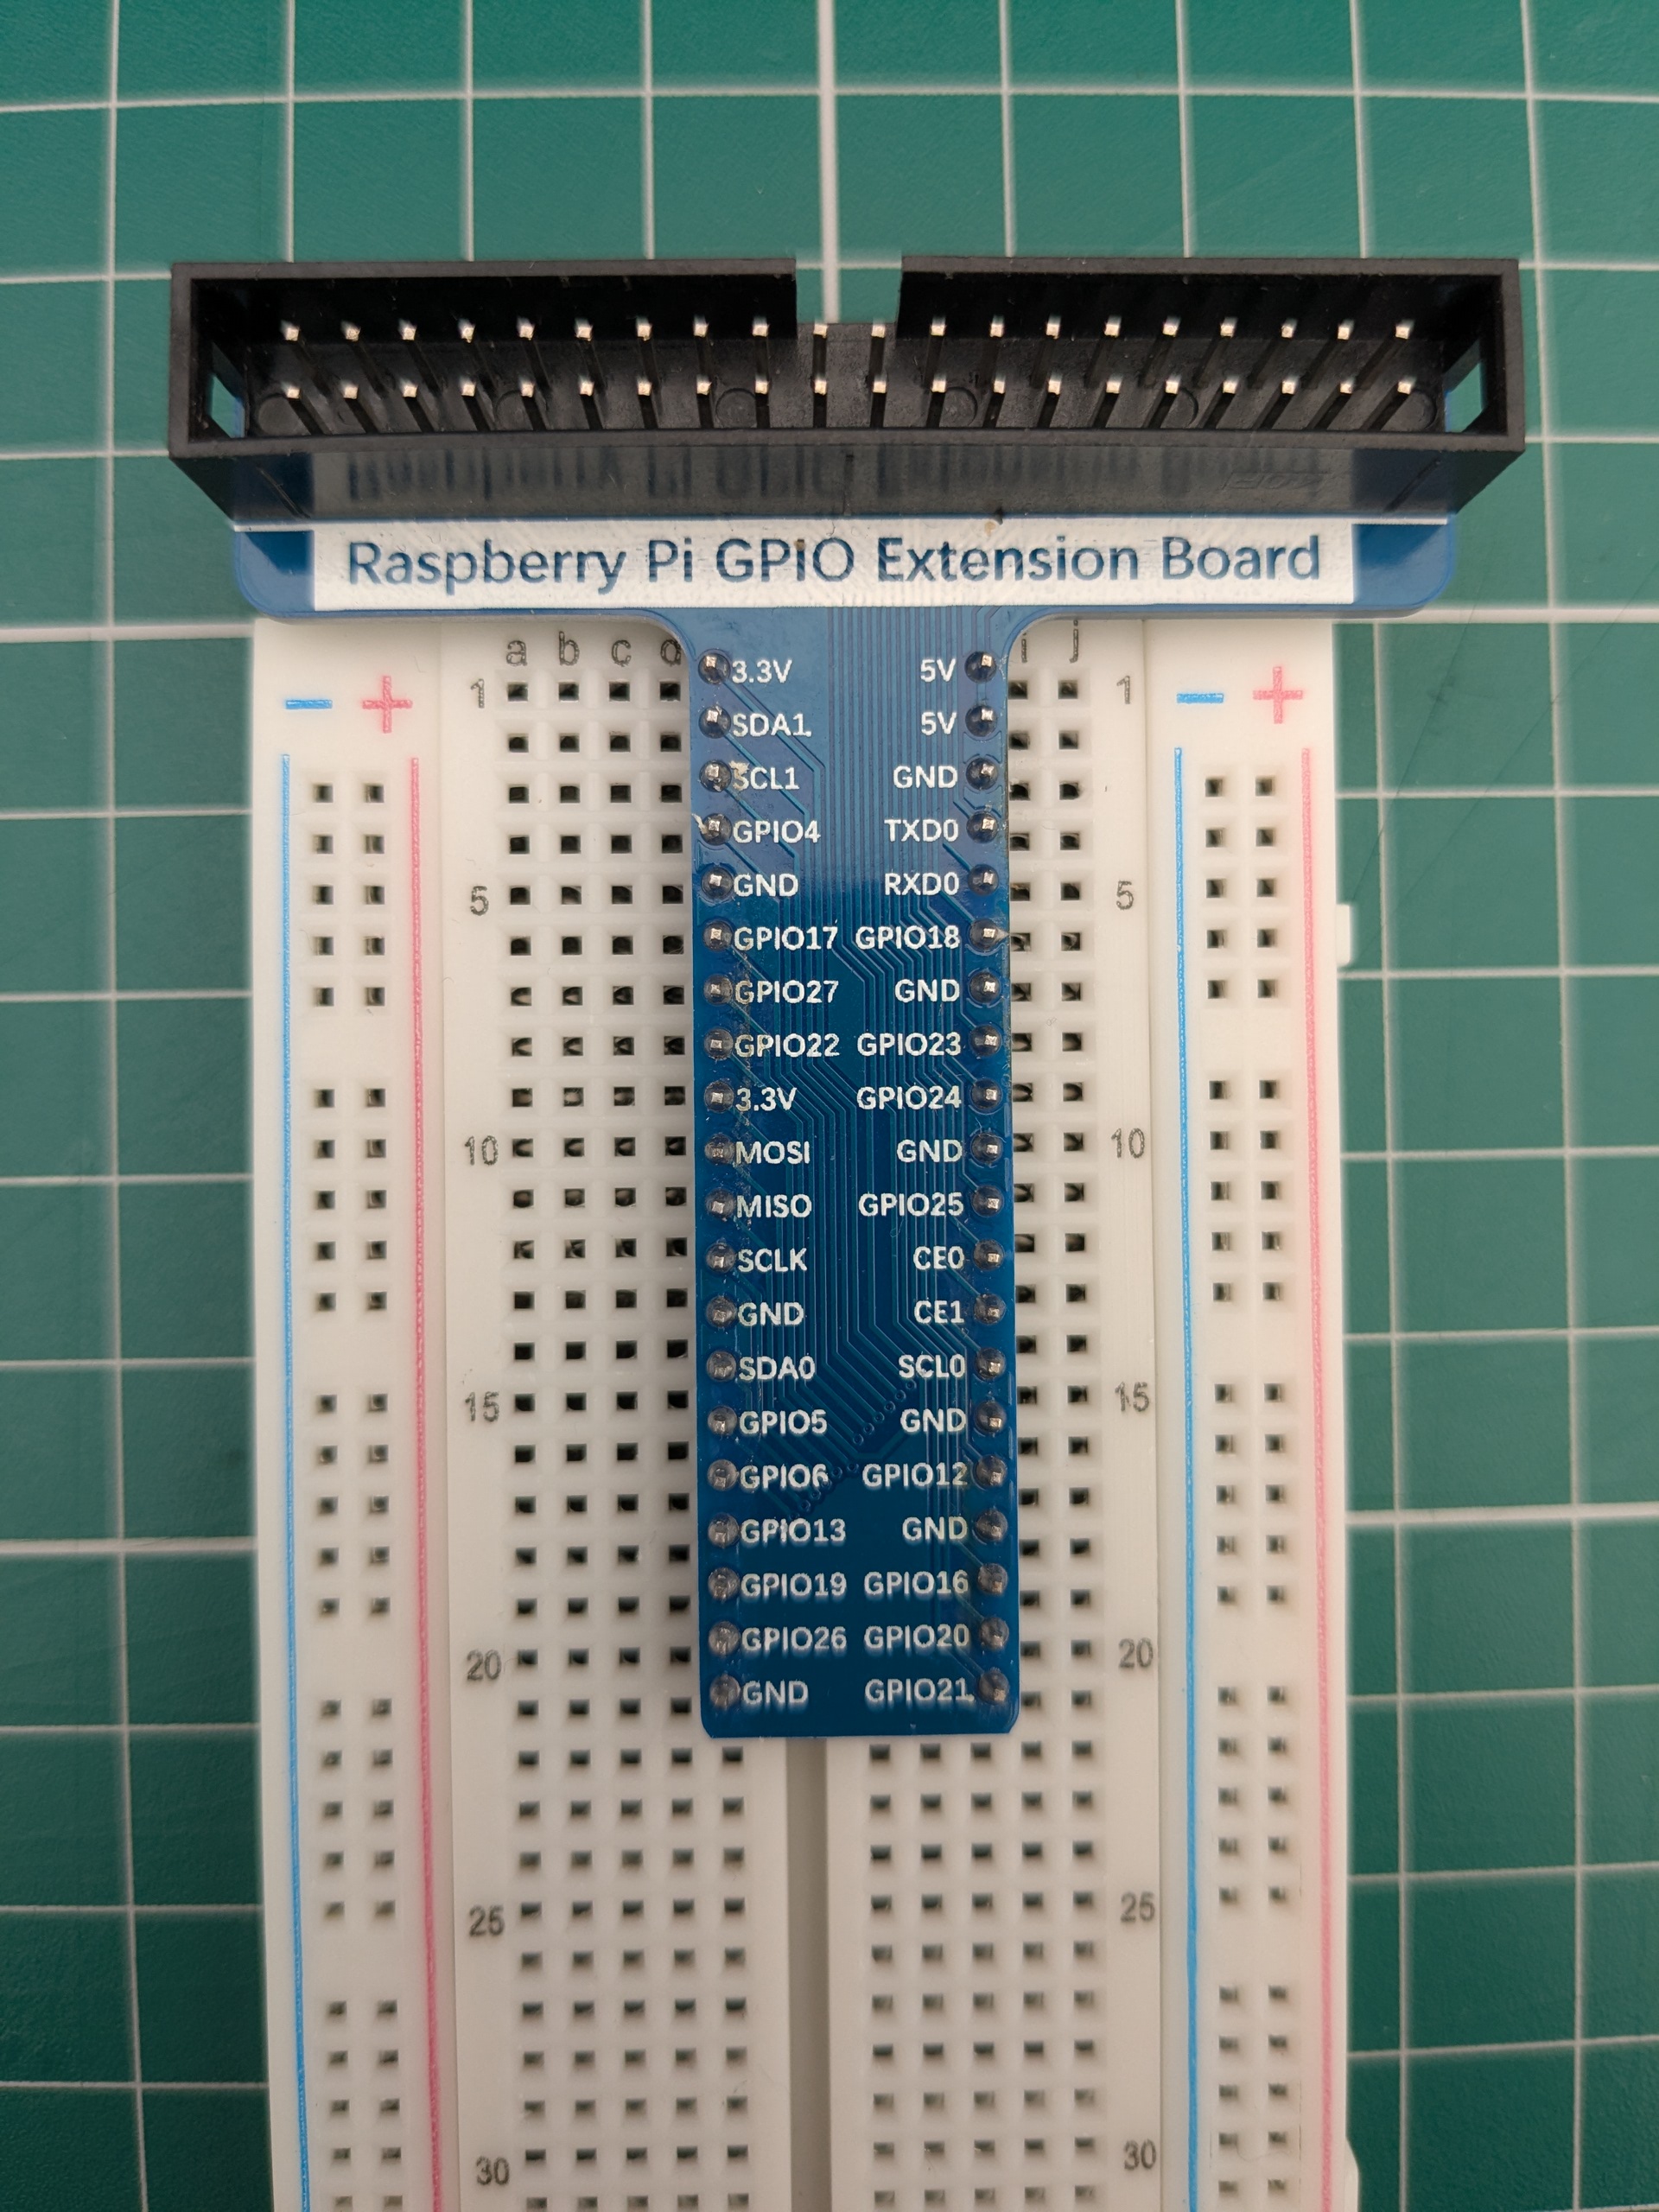 Raspberry Pi GPIO Extension Board
a b c d i j
- + 1 3.3V 5V 1 - +
SDA1 5V
SCL1 GND
GPIO4 TXD0
5 GND RXD0 5
GPIO17 GPIO18
GPIO27 GND
GPIO22 GPIO23
3.3V GPIO24
10 MOSI GND 10
MISO GPIO25
SCLK CE0
GND CE1
SDA0 SCL0
15 GPIO5 GND 15
GPIO6 GPIO12
GPIO13 GND
GPIO19 GPIO16
20 GPIO26 GPIO20 20
GND GPIO21
25 25
30 30